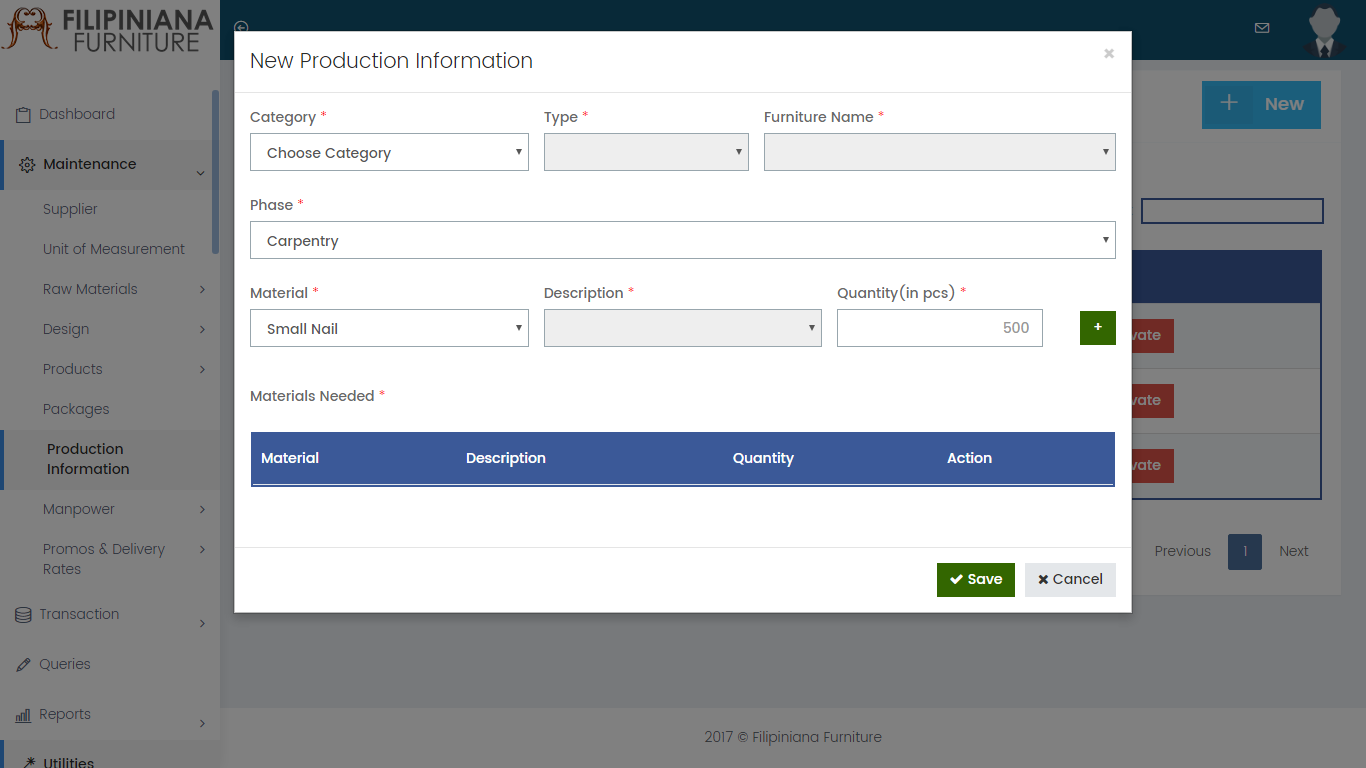 FILIPINIANA
FURNITURE
Dashboard
Maintenance
Supplier
Unit of Measurement
Raw Materials
Design
Products
Packages
Production
Information
Manpower
Promos & Delivery
Rates
Transaction
Queries
Reports
Utilities
New
New Production Information
×
Category * Type * Furniture Name *
Choose Category
Phase *
Carpentry
Material * Description * Quantity(in pcs) *
Small Nail 500 +
Materials Needed *
Material Description Quantity Action
Save Cancel
vate
vate
vate
Previous 1 Next
2017 © Filipiniana Furniture